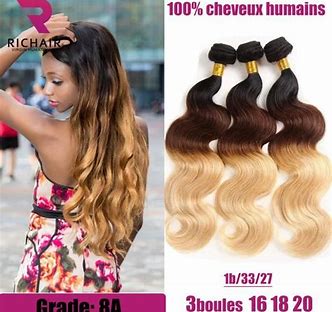 RICHAIR
100% cheveux humains
1b/33/27
Grade: 8A
3boules 16 18 20